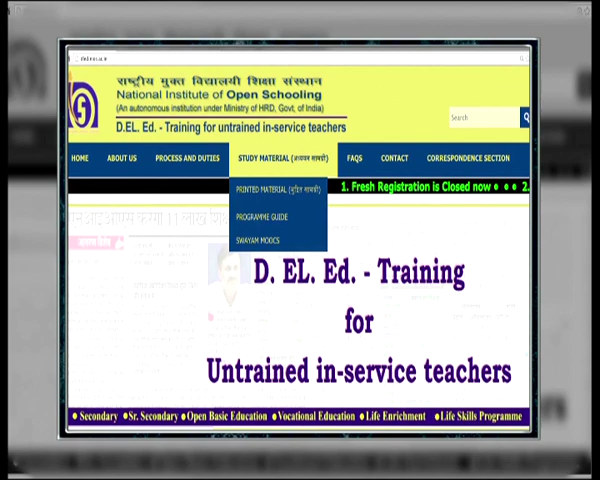 राष्ट्रीय मुक्त विद्यालयी शिक्षा संस्थान
National Institute of Open Schooling
(An autonomous institution under Ministry of HRD, Govt. of India)
D.EL. Ed. - Training for untrained in-service teachers
Search
HOME ABOUT US PROCESS AND DUTIES STUDY MATERIAL (अध्ययन सामग्री) FAQS CONTACT CORRESPONDENCE SECTION
PRINTED MATERIAL (मुद्रित सामग्री)
1. Fresh Registration is Closed now • • • 2.
PROGRAMME GUIDE
SWAYAM MOOCS
D. EL. Ed. - Training
for
Untrained in-service teachers
• Secondary • Sr. Secondary • Open Basic Education • Vocational Education • Life Enrichment • Life Skills Programme